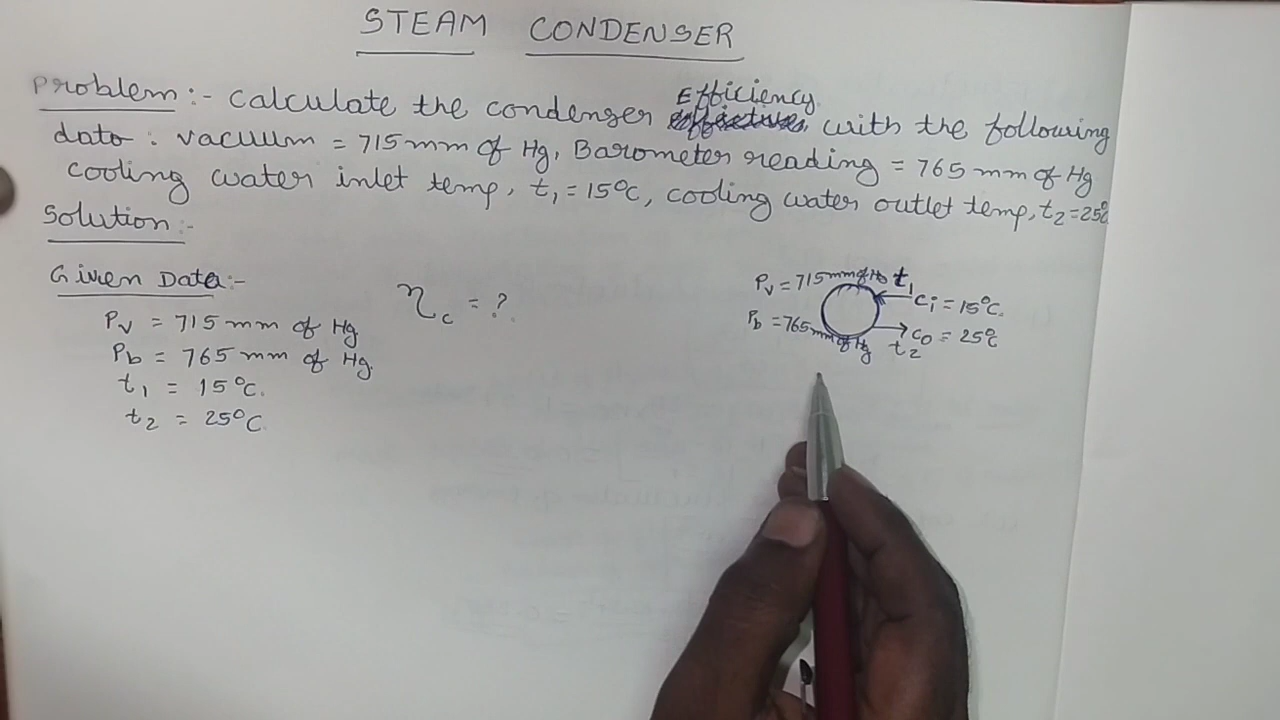 STEAM CONDENSER
Problem:- Calculate the condenser Efficiency with the following
data: vacuum = 715 mm of Hg, Barometer reading = 765 mm of Hg
cooling water inlet temp, t1 = 15°C, cooling water outlet temp, t2 = 25°C
Solution:-
Given Data:-
Pv = 715 mm of Hg
Pb = 765 mm of Hg.
t1 = 15°C.
t2 = 25°C
ηc = ?
Pv = 715 mm of Hg t1
Ci = 15°C.
Pb = 765 mm of Hg
Co = 25°C
t2